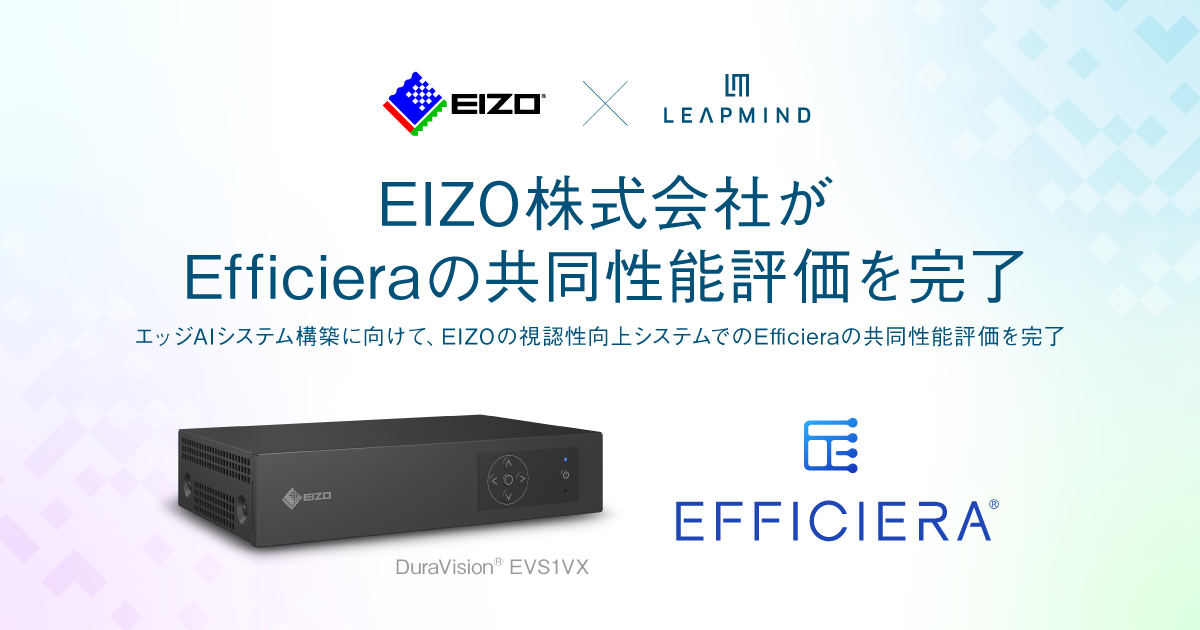 EIZO®
LM
LEAPMIND
EIZO株式会社が
Efficieraの共同性能評価を完了
エッジAIシステム構築に向けて、EIZOの視認性向上システムでのEfficieraの共同性能評価を完了
EIZO
DuraVision® EVS1VX
EFFICIERA®